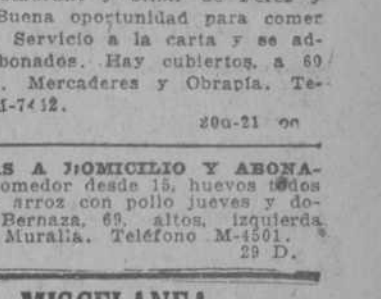 Buena oportunidad para comer
Servicio a la carta y se ad-
bonados. Hay cubiertos, a 60
. Mercaderes y Obrapía. Te-
M-7412.
30d-21
S A DOMICILIO Y ABONA-
omedor desde 15, huevos todos
arroz con pollo jueves y do-
Bernaza, 69, altos, izquierda
Muralla. Teléfono M-4501.
29 D.
MISCELANEA